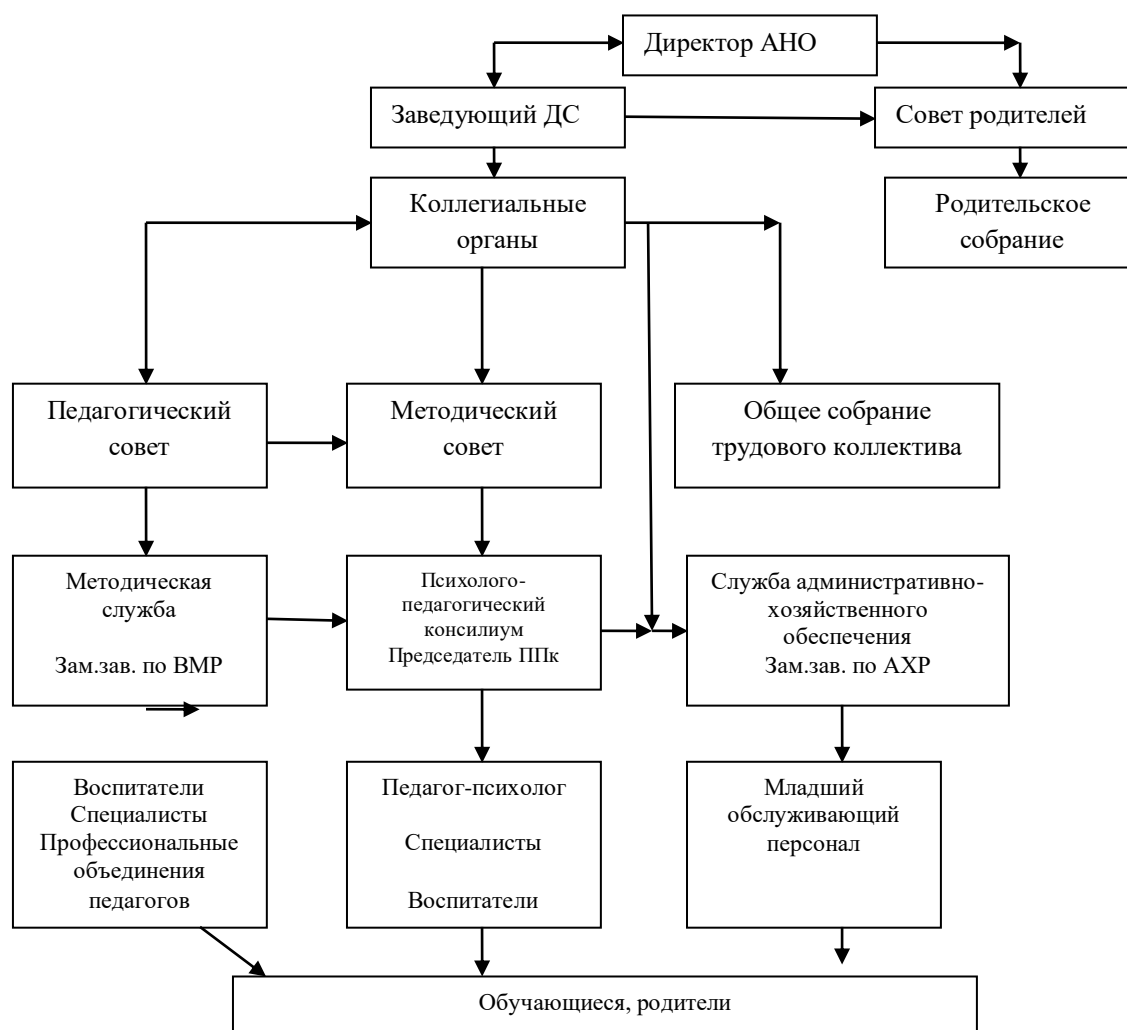 Директор АНО
Заведующий ДС
Совет родителей
Коллегиальные
органы
Родительское
собрание
Педагогический
совет
Методический
совет
Общее собрание
трудового коллектива
Методическая
служба
Зам.зав. по ВМР
Психолого-
педагогический
консилиум
Председатель ППк
Служба административно-
хозяйственного
обеспечения
Зам.зав. по АХР
Воспитатели
Специалисты
Профессиональные
объединения
педагогов
Педагог-психолог
Специалисты
Воспитатели
Младший
обслуживающий
персонал
Обучающиеся, родители